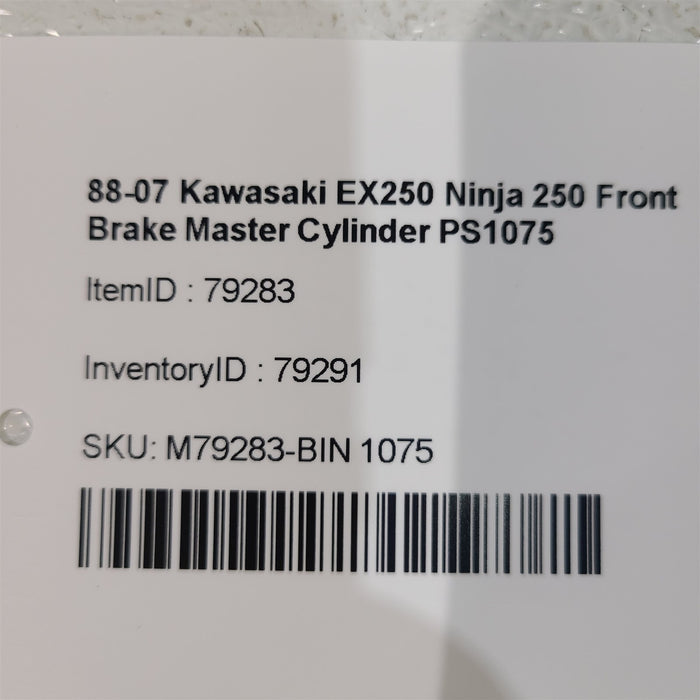 88-07 Kawasaki EX250 Ninja 250 Front
Brake Master Cylinder PS1075
ItemID : 79283
InventoryID : 79291
SKU: M79283-BIN 1075